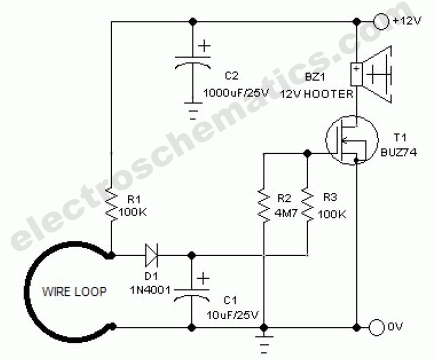 +12V
BZ1
12V HOOTER
C2
1000uF/25V
T1
BUZ74
R1
100K
R2
4M7
R3
100K
WIRE LOOP
D1
1N4001
C1
10uF/25V
0V
electroschematics.com